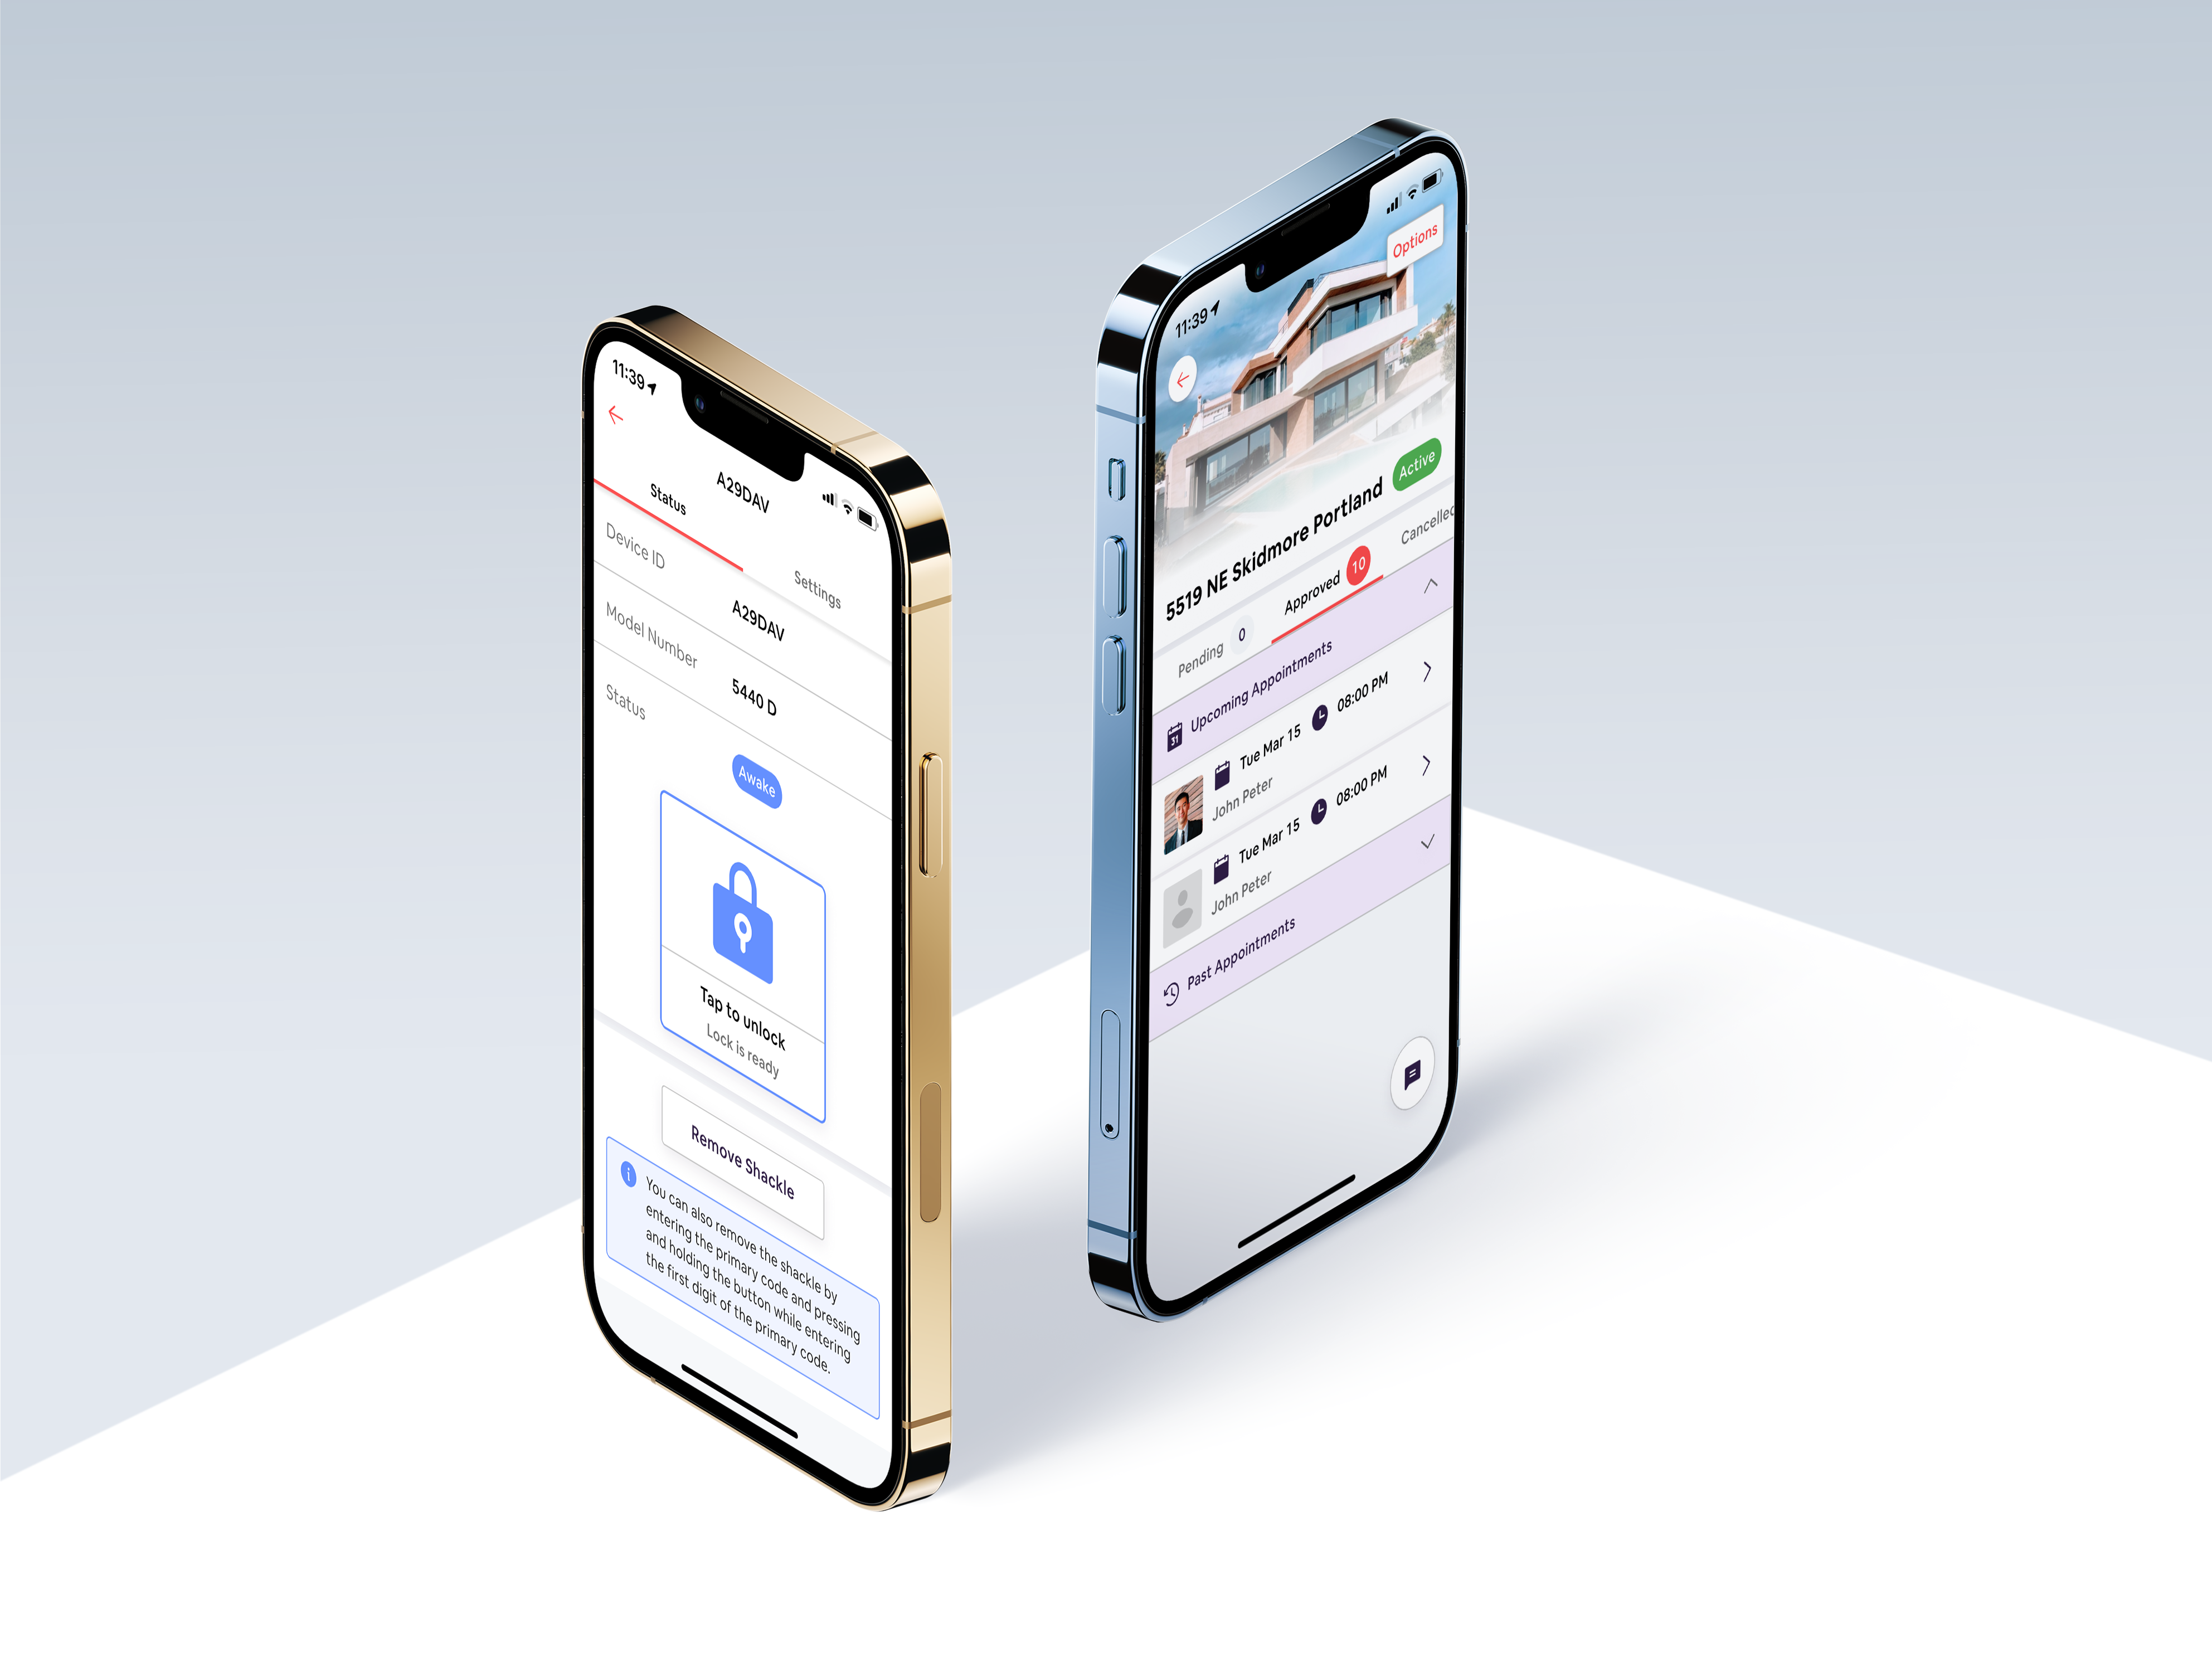 11:39
A29DAV
Status
Settings
Device ID
A29DAV
Model Number
5440 D
Status
Awake
Tap to unlock
Lock is ready
Remove Shackle
i
You can also remove the shackle by
entering the primary code and pressing
and holding the button while entering
the first digit of the primary code.
11:39
Options
5519 NE Skidmore Portland
Active
Pending 0
Approved 10
Cancelled
31 Upcoming Appointments
Tue Mar 15 08:00 PM
John Peter
Tue Mar 15 08:00 PM
John Peter
Past Appointments